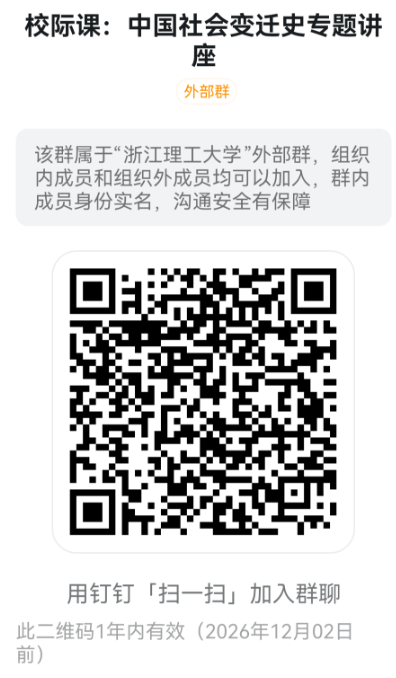 校际课：中国社会变迁史专题讲
座
外部群
该群属于“浙江理工大学”外部群，组织
内成员和组织外成员均可以加入，群内
成员身份实名，沟通安全有保障
用钉钉「扫一扫」加入群聊
此二维码1年内有效（2026年12月02日
前）